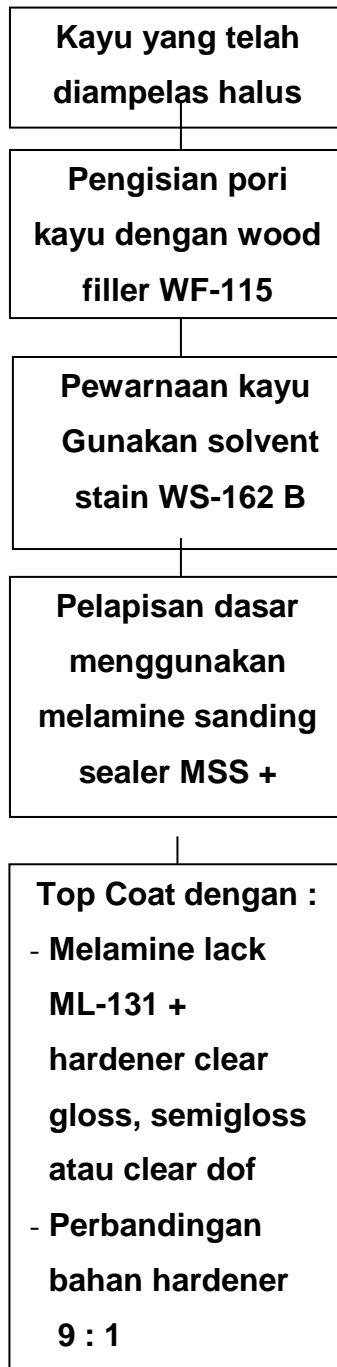 Kayu yang telah
diampelas halus
Pengisian pori
kayu dengan wood
filler WF-115
Pewarnaan kayu
Gunakan solvent
stain WS-162 B
Pelapisan dasar
menggunakan
melamine sanding
sealer MSS +
Top Coat dengan :
- Melamine lack
ML-131 +
hardener clear
gloss, semigloss
atau clear dof
- Perbandingan
bahan hardener
9 : 1